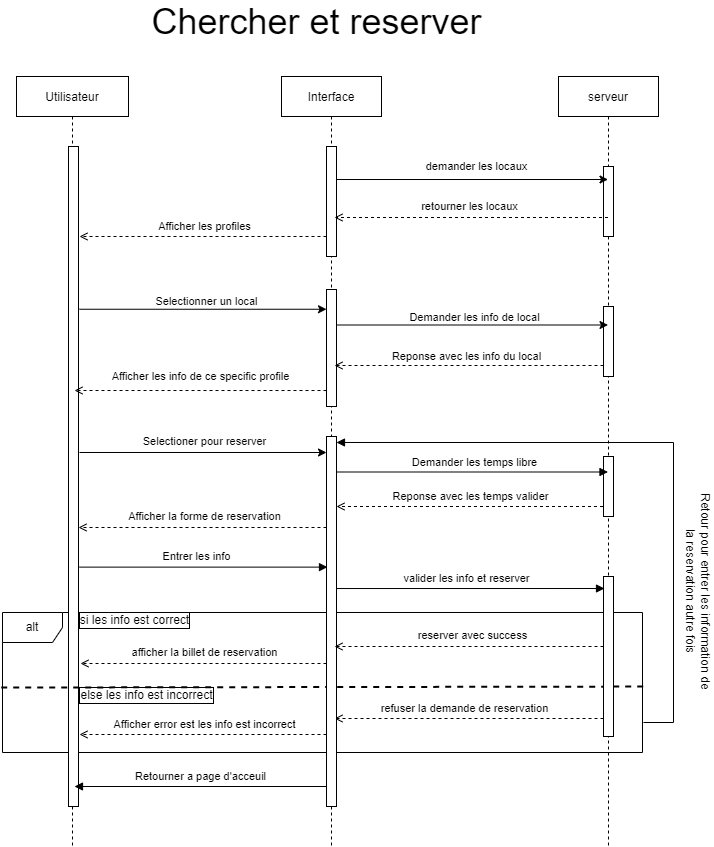 Chercher et reserver
Utilisateur
Interface
serveur
demander les locaux
retourner les locaux
Afficher les profiles
Selectionner un local
Demander les info de local
Reponse avec les info du local
Afficher les info de ce specific profile
Selectioner pour reserver
Demander les temps libre
Reponse avec les temps valider
Afficher la forme de reservation
Entrer les info
valider les info et reserver
Retour pour entrer les information de
la reservation autre fois
alt
si les info est correct
reserver avec success
afficher la billet de reservation
else les info est incorrect
refuser la demande de reservation
Afficher error est les info est incorrect
Retourner a page d'acceuil